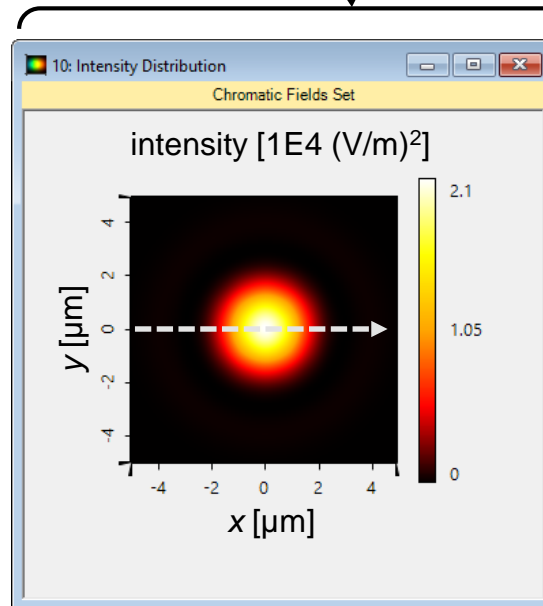 10: Intensity Distribution
Chromatic Fields Set
intensity [1E4 (V/m)²]
2.1
1.05
0
4
2
0
-2
-4
y [µm]
-4 -2 0 2 4
x [µm]